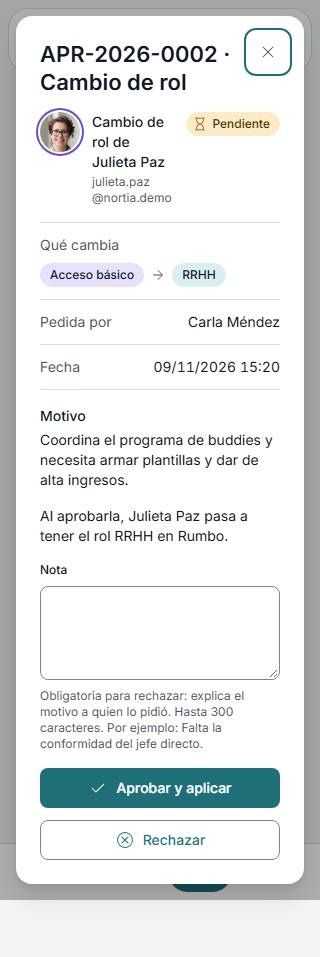 APR-2026-0002 ·
Cambio de rol
Cambio de
rol de
Julieta Paz
julieta.paz
@nortia.demo
Pendiente
Qué cambia
Acceso básico → RRHH
Pedida por Carla Méndez
Fecha 09/11/2026 15:20
Motivo
Coordina el programa de buddies y
necesita armar plantillas y dar de
alta ingresos.
Al aprobarla, Julieta Paz pasa a
tener el rol RRHH en Rumbo.
Nota
Obligatoria para rechazar: explica el
motivo a quien lo pidió. Hasta 300
caracteres. Por ejemplo: Falta la
conformidad del jefe directo.
Aprobar y aplicar
Rechazar